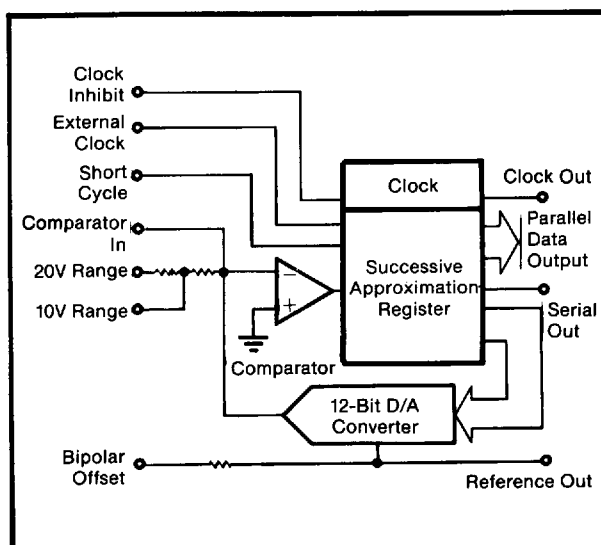 Clock
Inhibit
External
Clock
Short
Cycle
Comparator
In
20V Range
10V Range
Bipolar
Offset
Clock
Successive
Approximation
Register
−
+
Comparator
12-Bit D/A
Converter
Clock Out
Parallel
Data
Output
Serial
Out
Reference Out